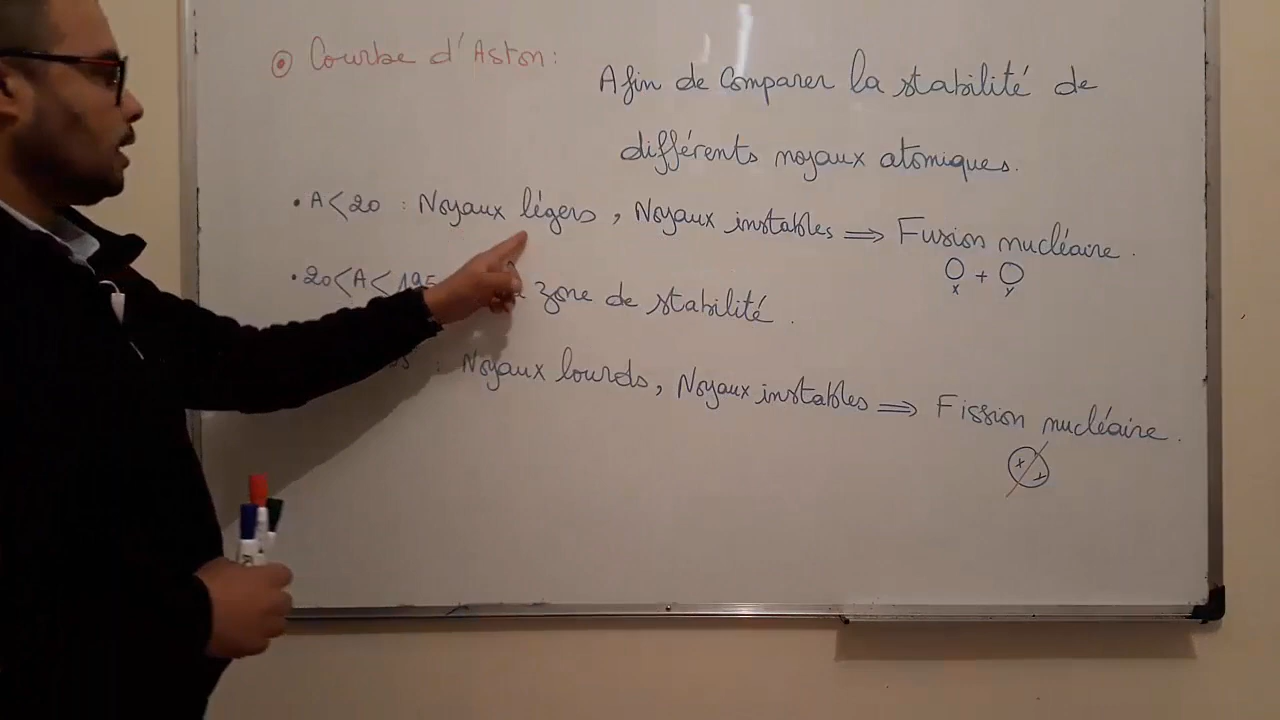 Courbe d'Aston:
Afin de comparer la stabilité de
différents noyaux atomiques.
• A<20 : Noyaux légers, Noyaux instables ⟹ Fusion nucléaire.
O + O
x y
• 20<A<195 zone de stabilité.
: Noyaux lourds, Noyaux instables ⟹ Fission nucléaire.
+ +